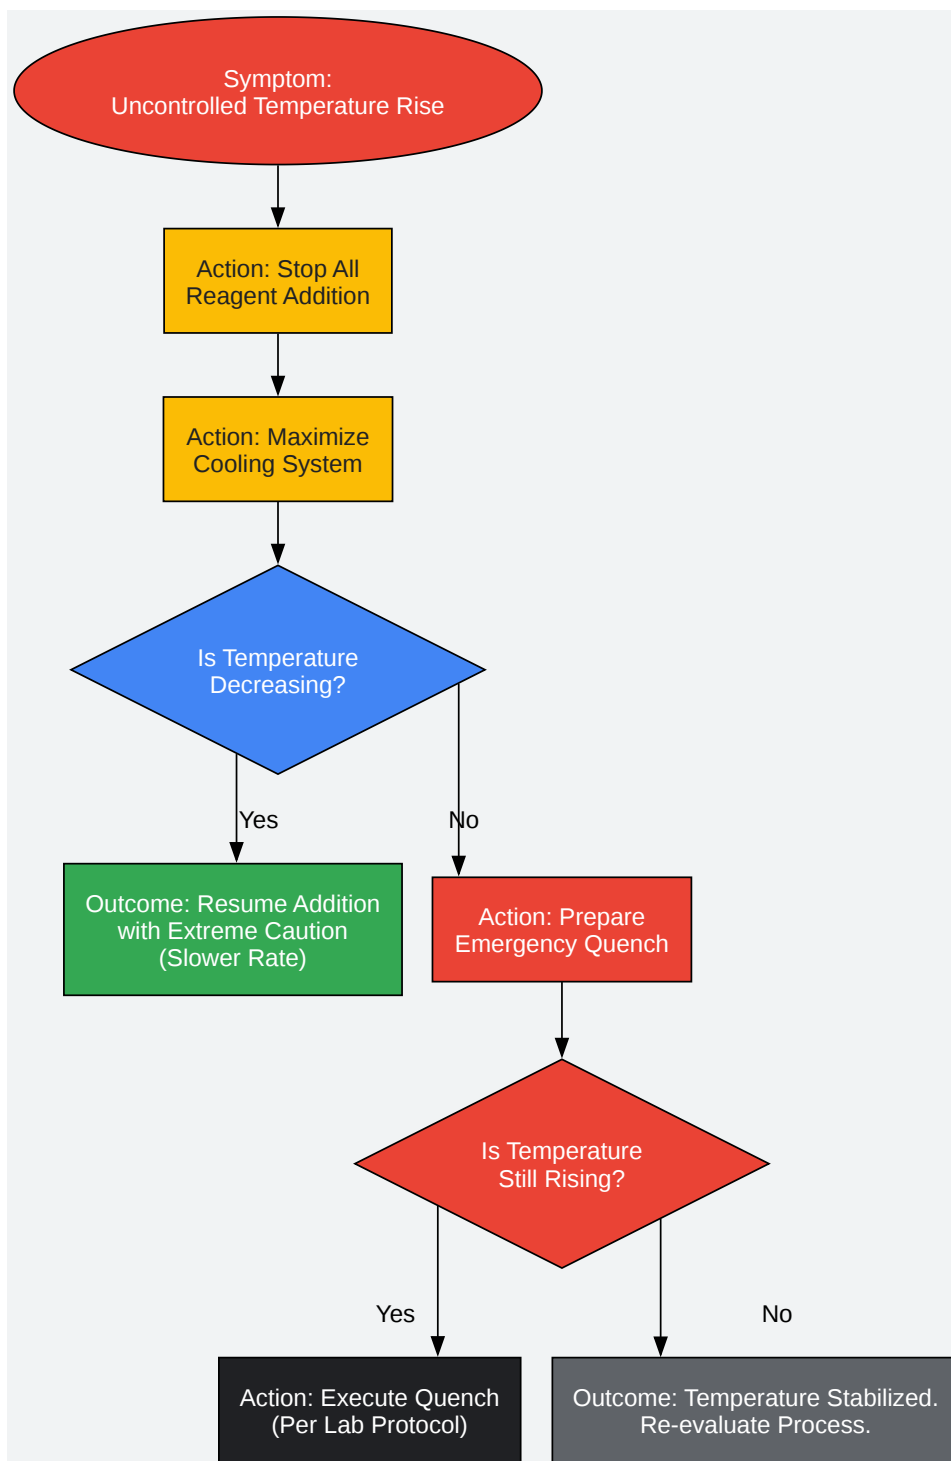 Symptom:
Uncontrolled Temperature Rise
Action: Stop All
Reagent Addition
Action: Maximize
Cooling System
Is Temperature
Decreasing?
Yes
No
Outcome: Resume Addition
with Extreme Caution
(Slower Rate)
Action: Prepare
Emergency Quench
Is Temperature
Still Rising?
Yes
No
Action: Execute Quench
(Per Lab Protocol)
Outcome: Temperature Stabilized.
Re-evaluate Process.